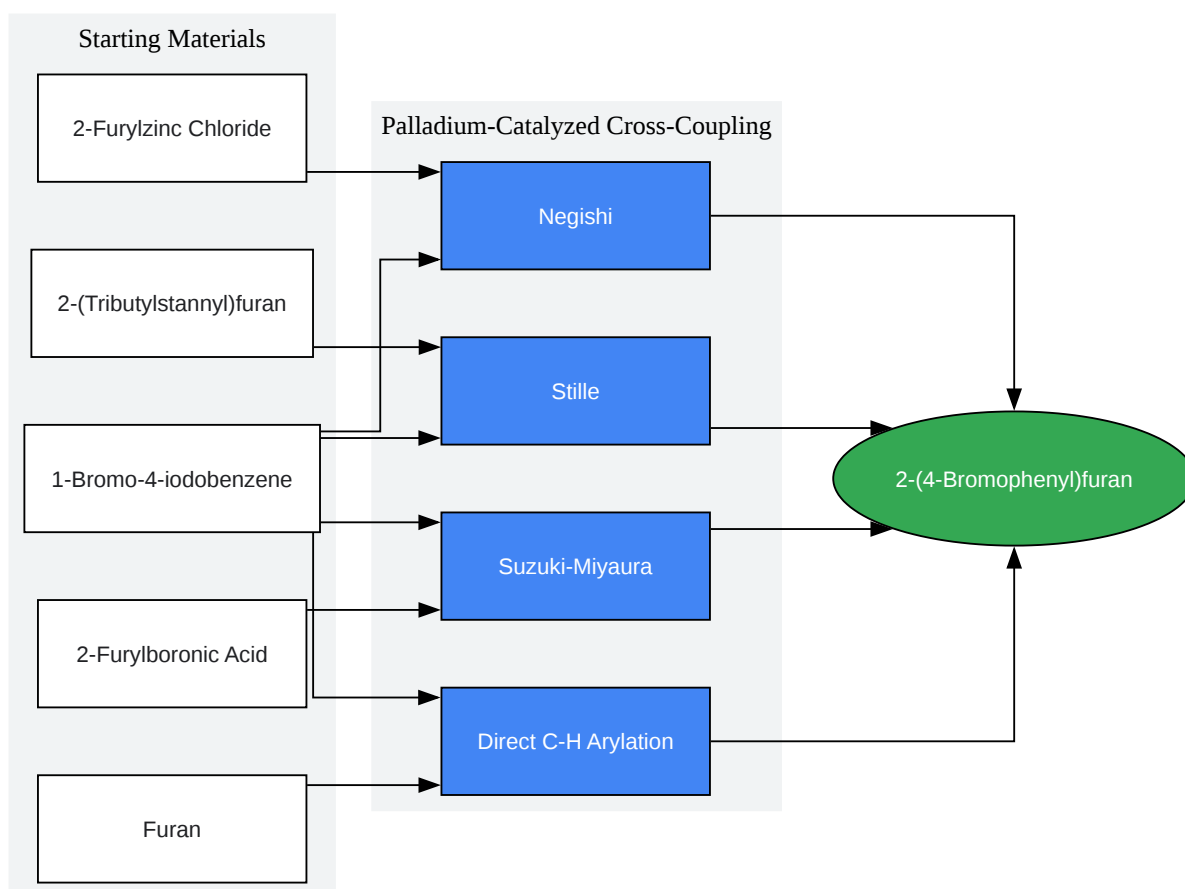 Starting Materials
2-Furylzinc Chloride
2-(Tributylstannyl)furan
1-Bromo-4-iodobenzene
2-Furylboronic Acid
Furan
Palladium-Catalyzed Cross-Coupling
Negishi
Stille
Suzuki-Miyaura
Direct C-H Arylation
2-(4-Bromophenyl)furan